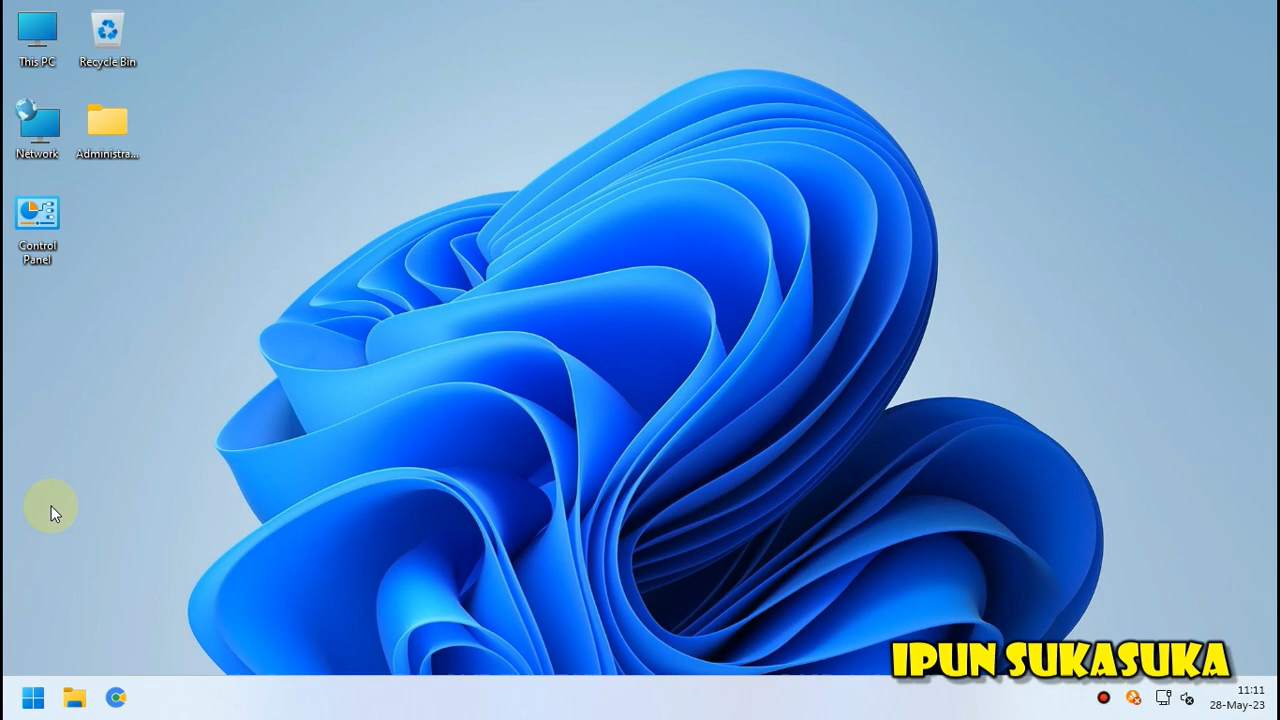 This PC
Recycle Bin
Network
Administra...
Control
Panel
IPUN SUKASUKA
11:11
28-May-23